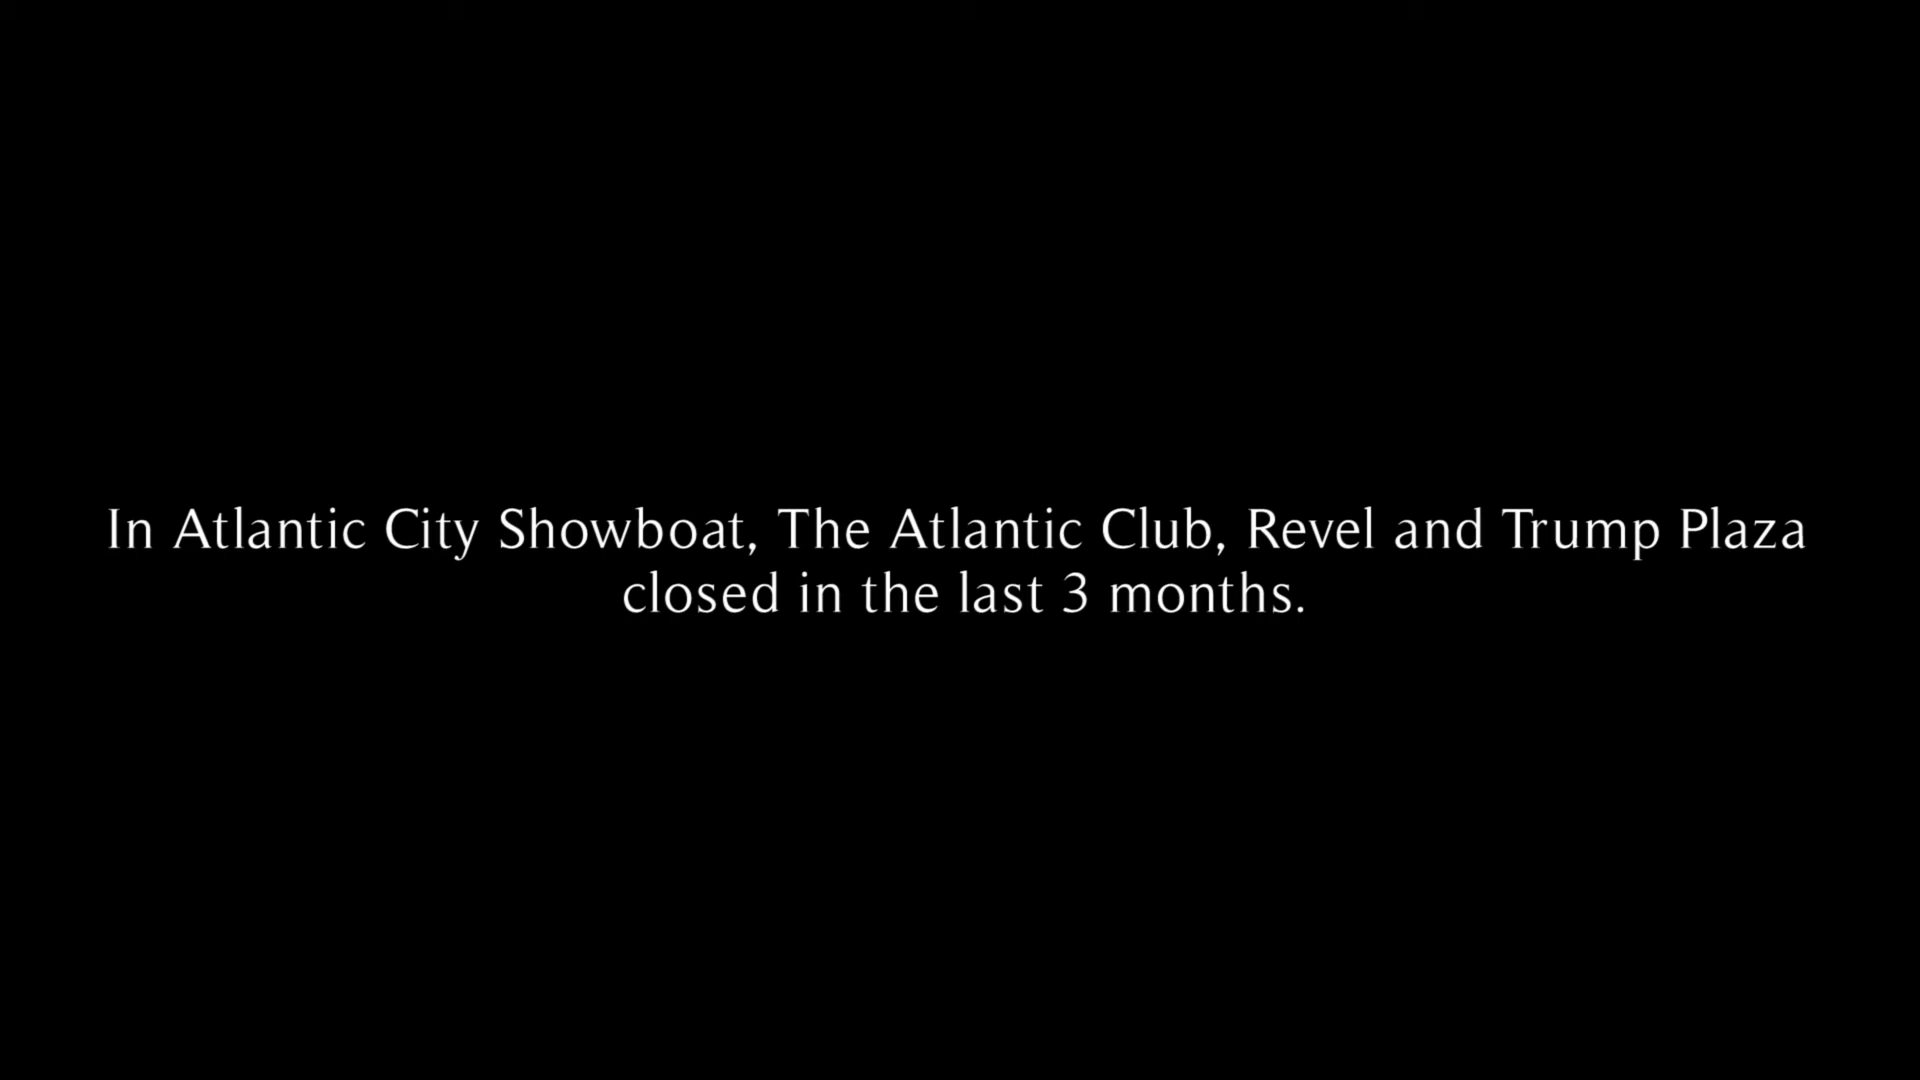 In Atlantic City Showboat, The Atlantic Club, Revel and Trump Plaza
closed in the last 3 months.